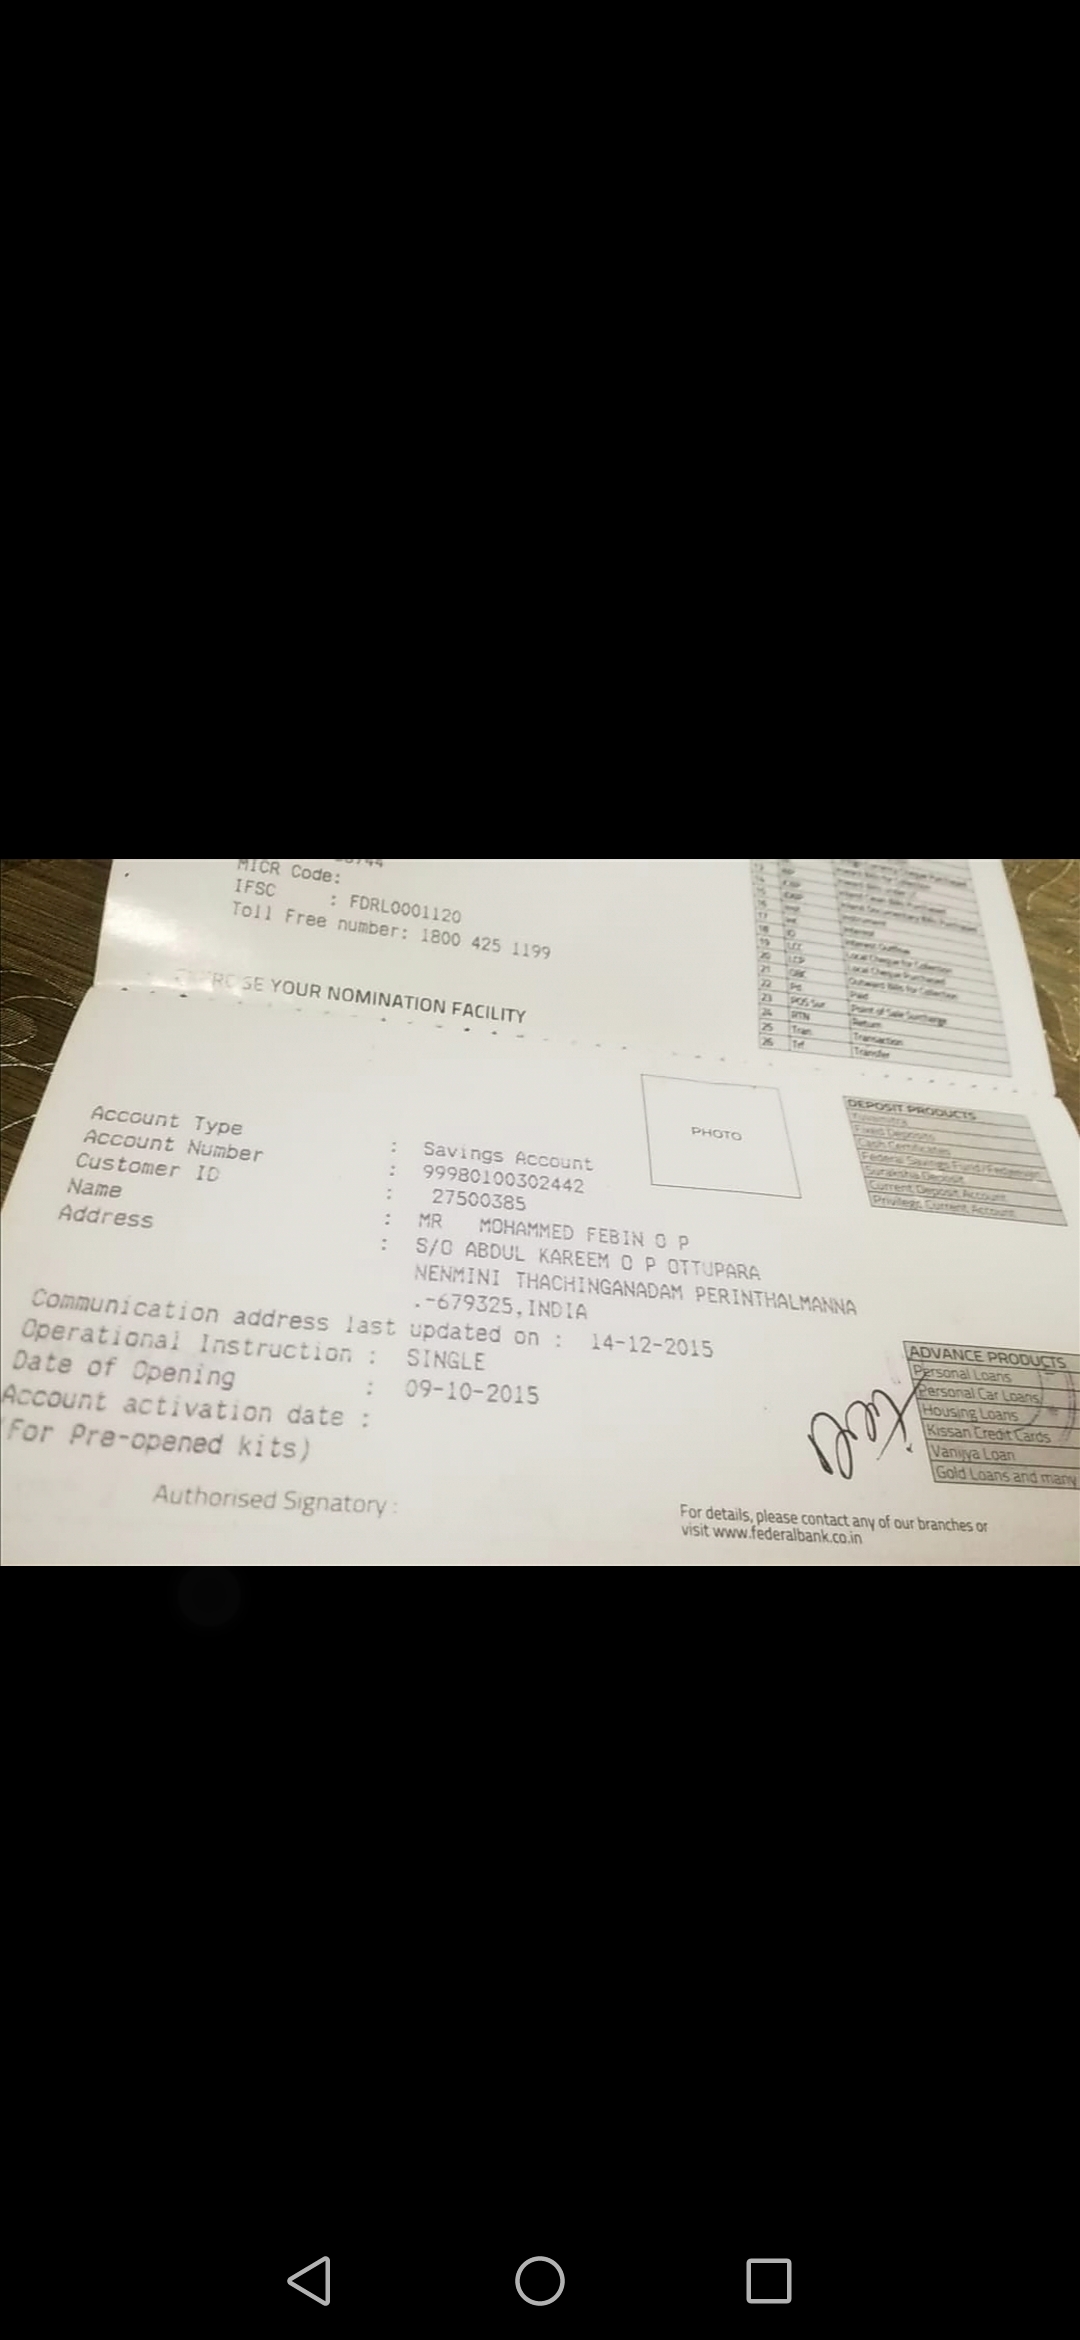 MICR Code:
IFSC : FDRL0001120
Toll Free number: 1800 425 1199
YOUR NOMINATION FACILITY
17 Int Instrument
18 IO Interest
19 LCC Local Cheque for Collection
20 LCP Local Cheque Purchased
21 OBC Outward Bills for Collection
22 Pd Paid
23 POS Sur Point of Sale Surcharge
24 RTN Return
25 Tran Transaction
26 Trf Transfer
PHOTO
DEPOSIT PRODUCTS
Fixed Deposits
Cash Certificates
Federal Savings Fund/
Suraksha Deposit
Current Deposit Account
Privilege Current Account
Account Type : Savings Account
Account Number : 99980100302442
Customer ID : 27500385
Name : MR MOHAMMED FEBIN O P
Address : S/O ABDUL KAREEM O P OTTUPARA
NENMINI THACHINGANADAM PERINTHALMANNA
.-679325,INDIA
Communication address last updated on : 14-12-2015
Operational Instruction : SINGLE
Date of Opening : 09-10-2015
Account activation date :
(For Pre-opened kits)
Authorised Signatory :
ADVANCE PRODUCTS
Personal Loans
Personal Car Loans
Housing Loans
Kissan Credit Cards
Vanijya Loan
Gold Loans and many
For details, please contact any of our branches or
visit www.federalbank.co.in